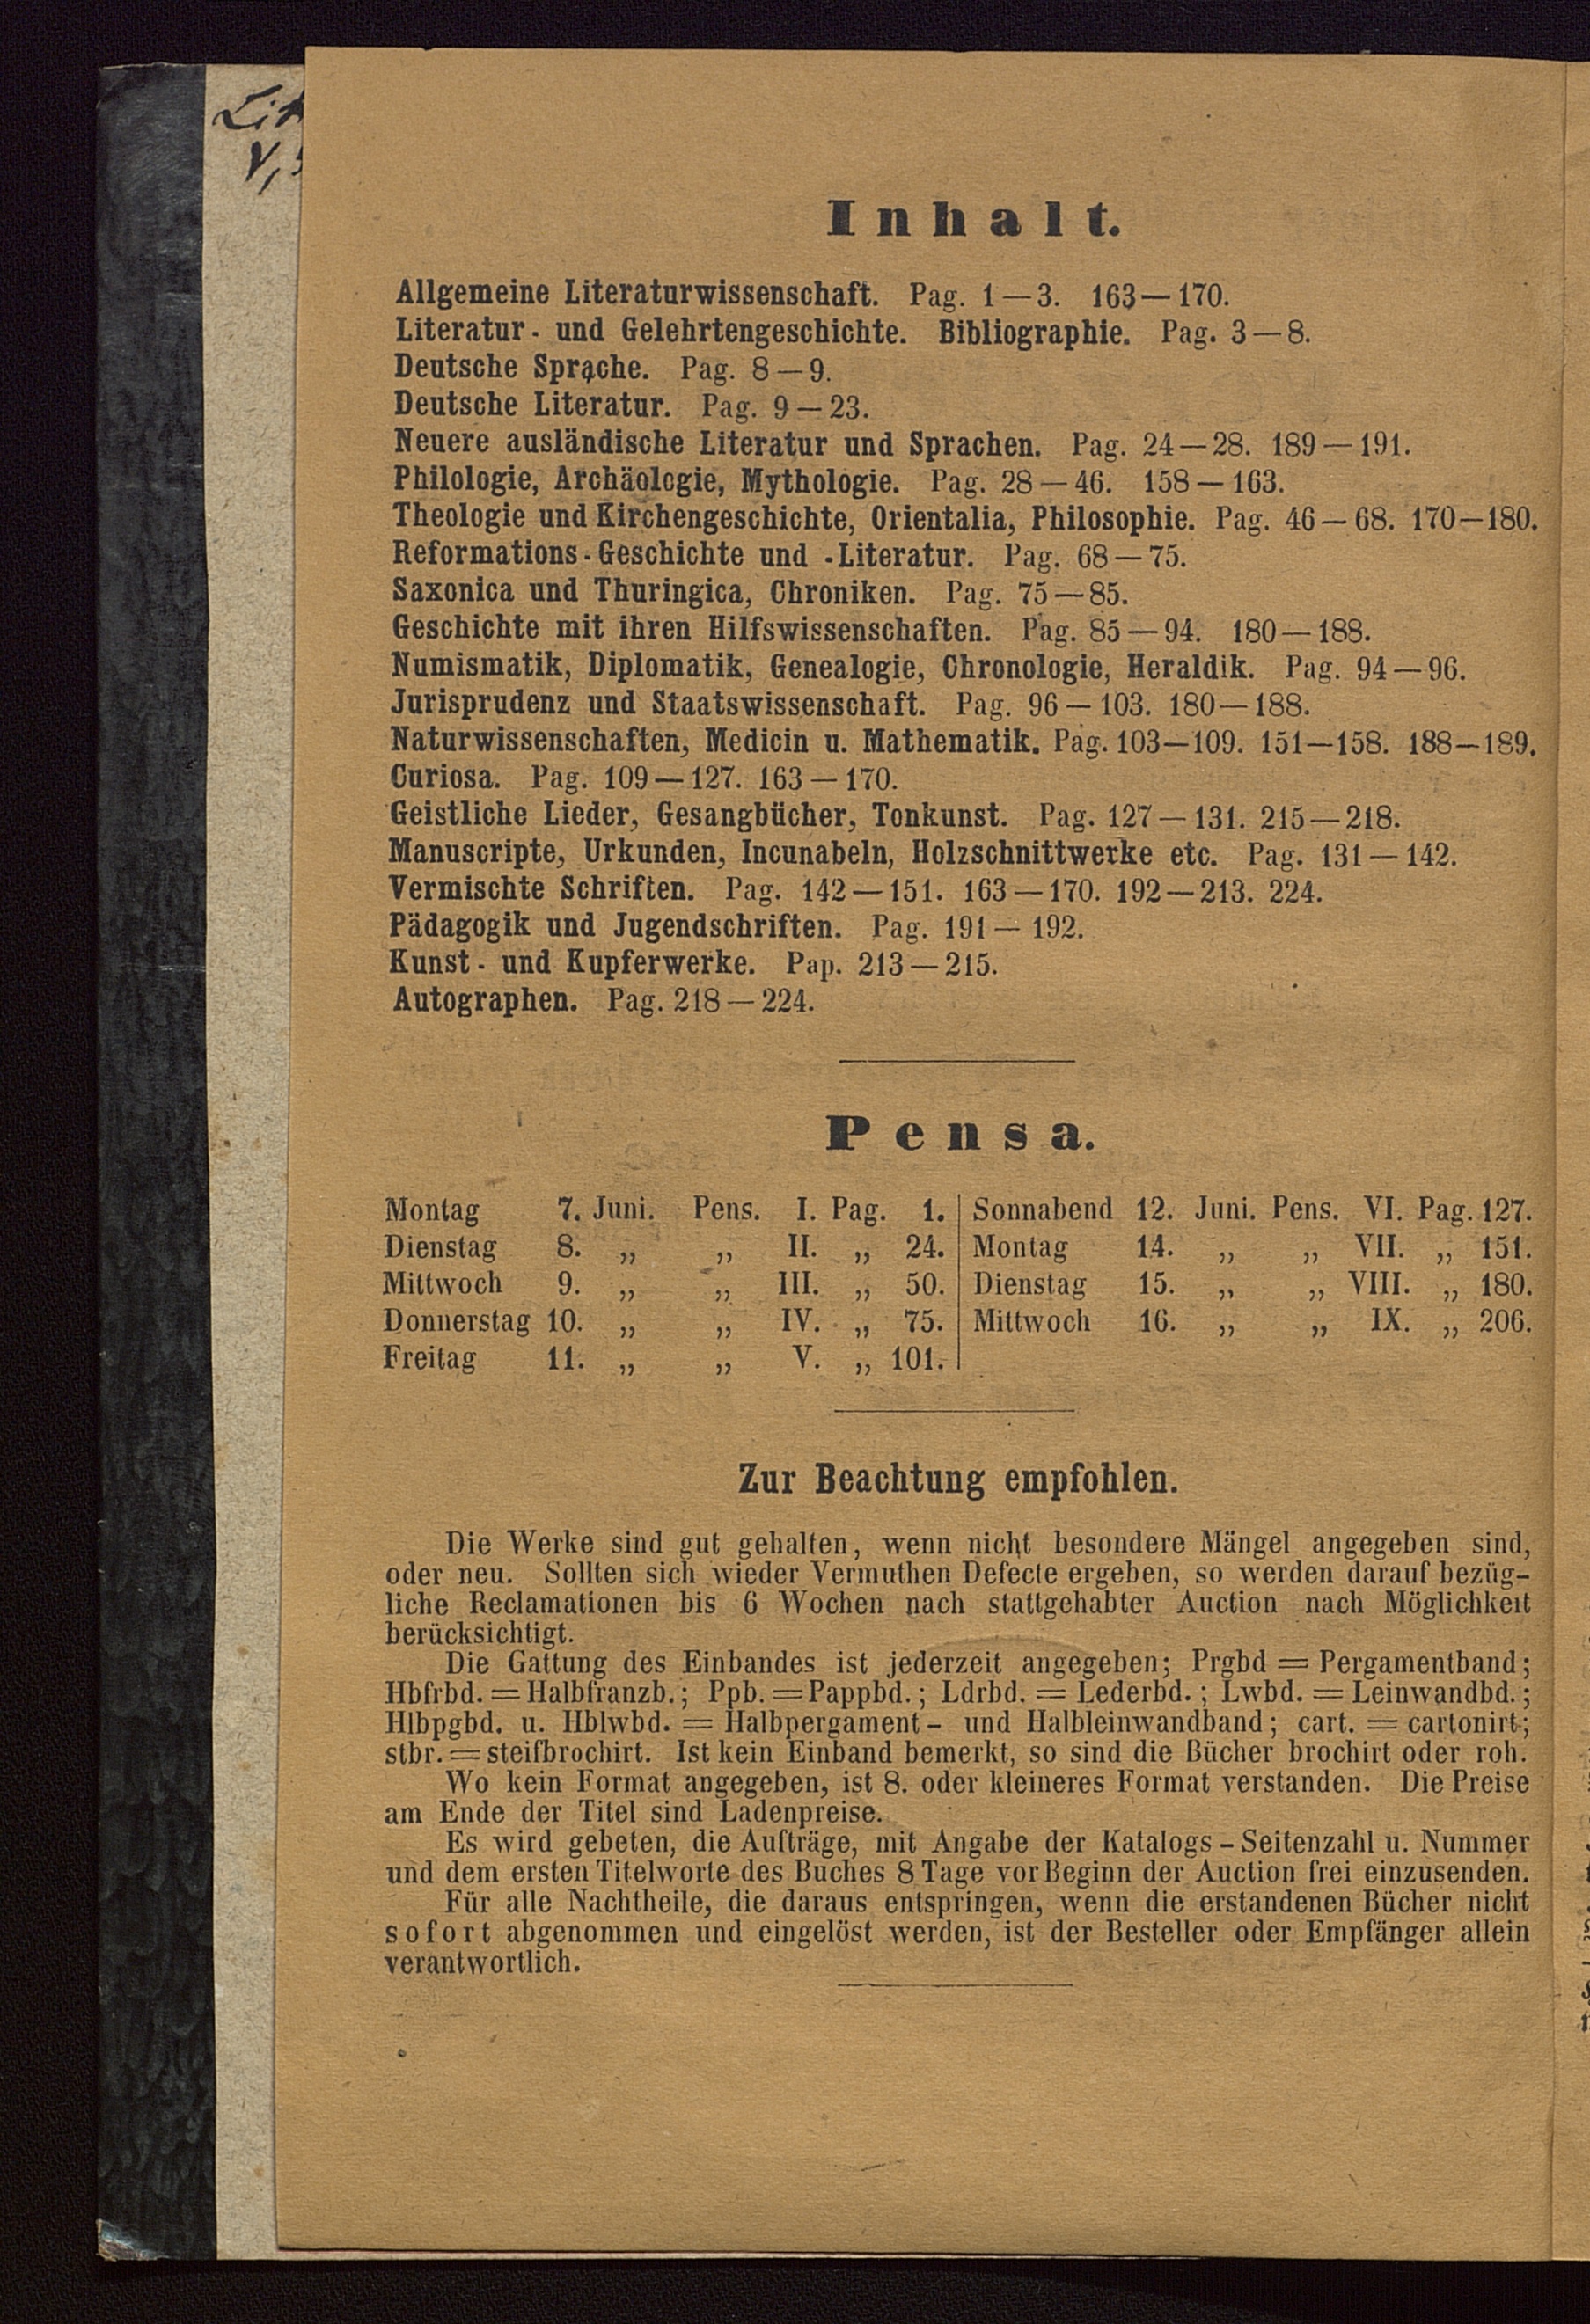 Inhalt.
Allgemeine Literaturwissenschaft. Pag. 1—3. 163—170.
Literatur- und Gelehrtengeschichte. Bibliographie. Pag. 3—8.
Deutsche Sprache. Pag. 8—9.
Deutsche Literatur. Pag. 9—23.
Neuere ausländische Literatur und Sprachen. Pag. 24—28. 189—191.
Philologie, Archäologie, Mythologie. Pag. 28—46. 158—163.
Theologie und Kirchengeschichte, Orientalia, Philosophie. Pag. 46—68. 170—180.
Reformations-Geschichte und -Literatur. Pag. 68—75.
Saxonica und Thuringica, Chroniken. Pag. 75—85.
Geschichte mit ihren Hilfswissenschaften. Pag. 85—94. 180—188.
Numismatik, Diplomatik, Genealogie, Chronologie, Heraldik. Pag. 94—96.
Jurisprudenz und Staatswissenschaft. Pag. 96—103. 180—188.
Naturwissenschaften, Medicin u. Mathematik. Pag. 103—109. 151—158. 188—189.
Curiosa. Pag. 109—127. 163—170.
Geistliche Lieder, Gesangbücher, Tonkunst. Pag. 127—131. 215—218.
Manuscripte, Urkunden, Incunabeln, Holzschnittwerke etc. Pag. 131—142.
Vermischte Schriften. Pag. 142—151. 163—170. 192—213. 224.
Pädagogik und Jugendschriften. Pag. 191—192.
Kunst- und Kupferwerke. Pap. 213—215.
Autographen. Pag. 218—224.
Pensa.
Montag 7. Juni. Pens. I. Pag. 1.
Dienstag 8. „ „ II. „ 24.
Mittwoch 9. „ „ III. „ 50.
Donnerstag 10. „ „ IV. „ 75.
Freitag 11. „ „ V. „ 101.
Sonnabend 12. Juni. Pens. VI. Pag. 127.
Montag 14. „ „ VII. „ 151.
Dienstag 15. „ „ VIII. „ 180.
Mittwoch 16. „ „ IX. „ 206.
Zur Beachtung empfohlen.
Die Werke sind gut gehalten, wenn nicht besondere Mängel angegeben sind,
oder neu. Sollten sich wieder Vermuthen Defecte ergeben, so werden darauf bezüg-
liche Reclamationen bis 6 Wochen nach stattgehabter Auction nach Möglichkeit
berücksichtigt.
Die Gattung des Einbandes ist jederzeit angegeben; Prgbd = Pergamentband;
Hbfrbd. = Halbfranzb.; Ppb. = Pappbd.; Ldrbd. = Lederbd.; Lwbd. = Leinwandbd.;
Hlbpgbd. u. Hblwbd. = Halbpergament- und Halbleinwandband; cart. = cartonirt;
stbr. = steifbrochirt. Ist kein Einband bemerkt, so sind die Bücher brochirt oder roh.
Wo kein Format angegeben, ist 8. oder kleineres Format verstanden. Die Preise
am Ende der Titel sind Ladenpreise.
Es wird gebeten, die Aufträge, mit Angabe der Katalogs-Seitenzahl u. Nummer
und dem ersten Titelworte des Buches 8 Tage vor Beginn der Auction frei einzusenden.
Für alle Nachtheile, die daraus entspringen, wenn die erstandenen Bücher nicht
sofort abgenommen und eingelöst werden, ist der Besteller oder Empfänger allein
verantwortlich.